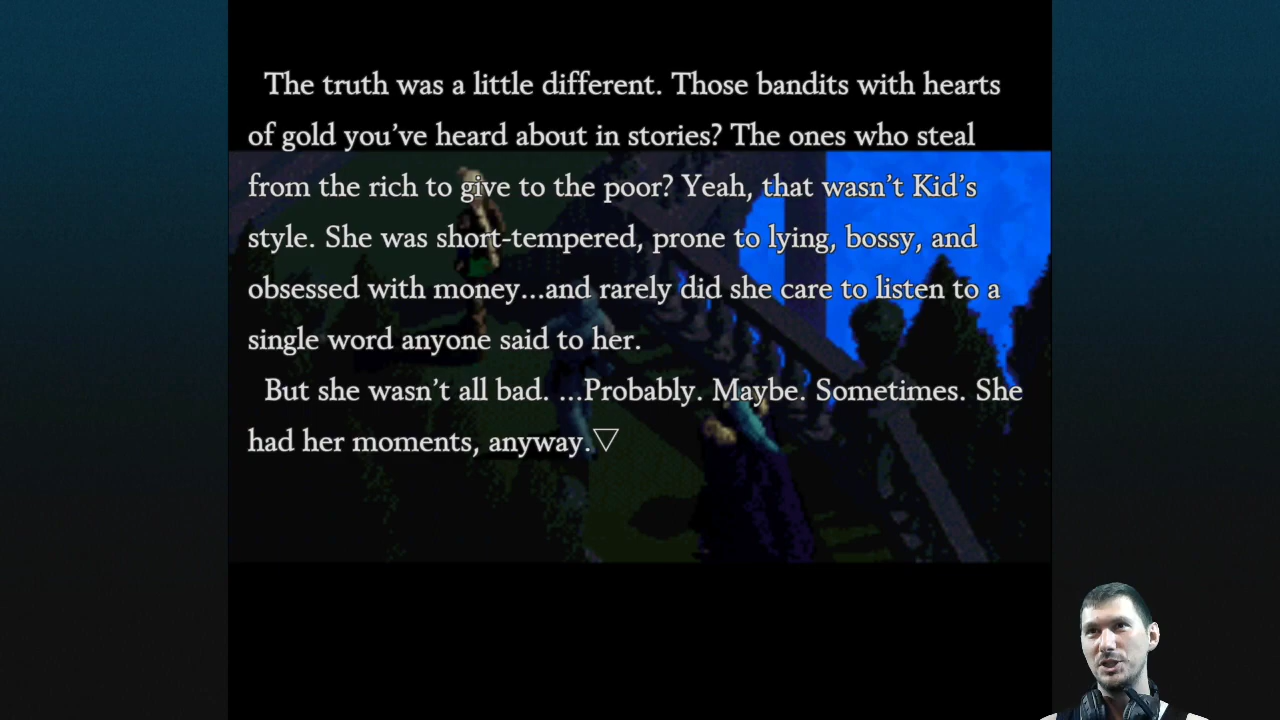 The truth was a little different. Those bandits with hearts
of gold you’ve heard about in stories? The ones who steal
from the rich to give to the poor? Yeah, that wasn’t Kid’s
style. She was short-tempered, prone to lying, bossy, and
obsessed with money...and rarely did she care to listen to a
single word anyone said to her.
But she wasn’t all bad. ...Probably. Maybe. Sometimes. She
had her moments, anyway.▽